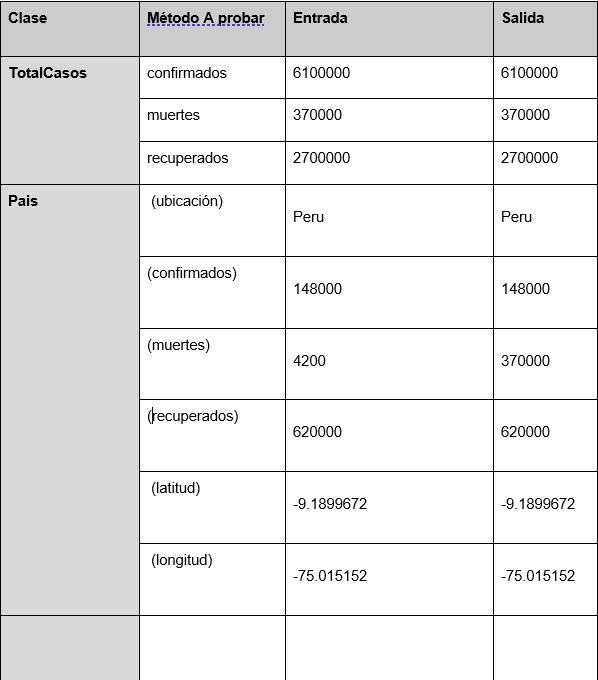 Clase Método A probar Entrada Salida
TotalCasos confirmados 6100000 6100000
muertes 370000 370000
recuperados 2700000 2700000
Pais (ubicación) Peru Peru
(confirmados) 148000 148000
(muertes) 4200 370000
(recuperados) 620000 620000
(latitud) -9.1899672 -9.1899672
(longitud) -75.015152 -75.015152